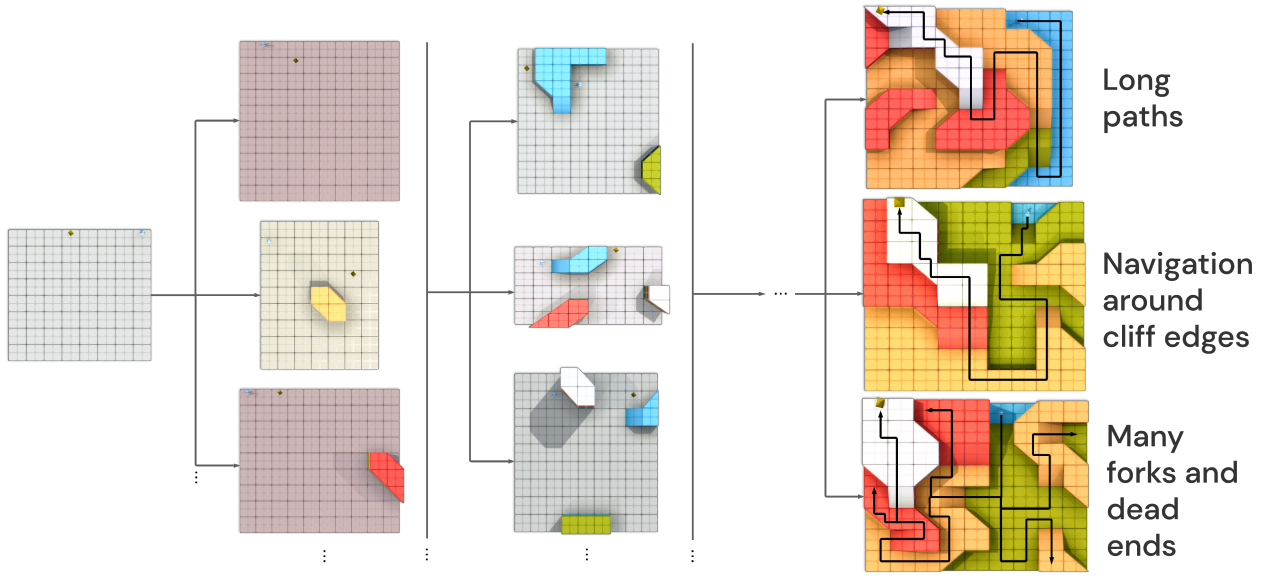 Long
paths
Navigation
around
cliff edges
Many
forks and
dead
ends